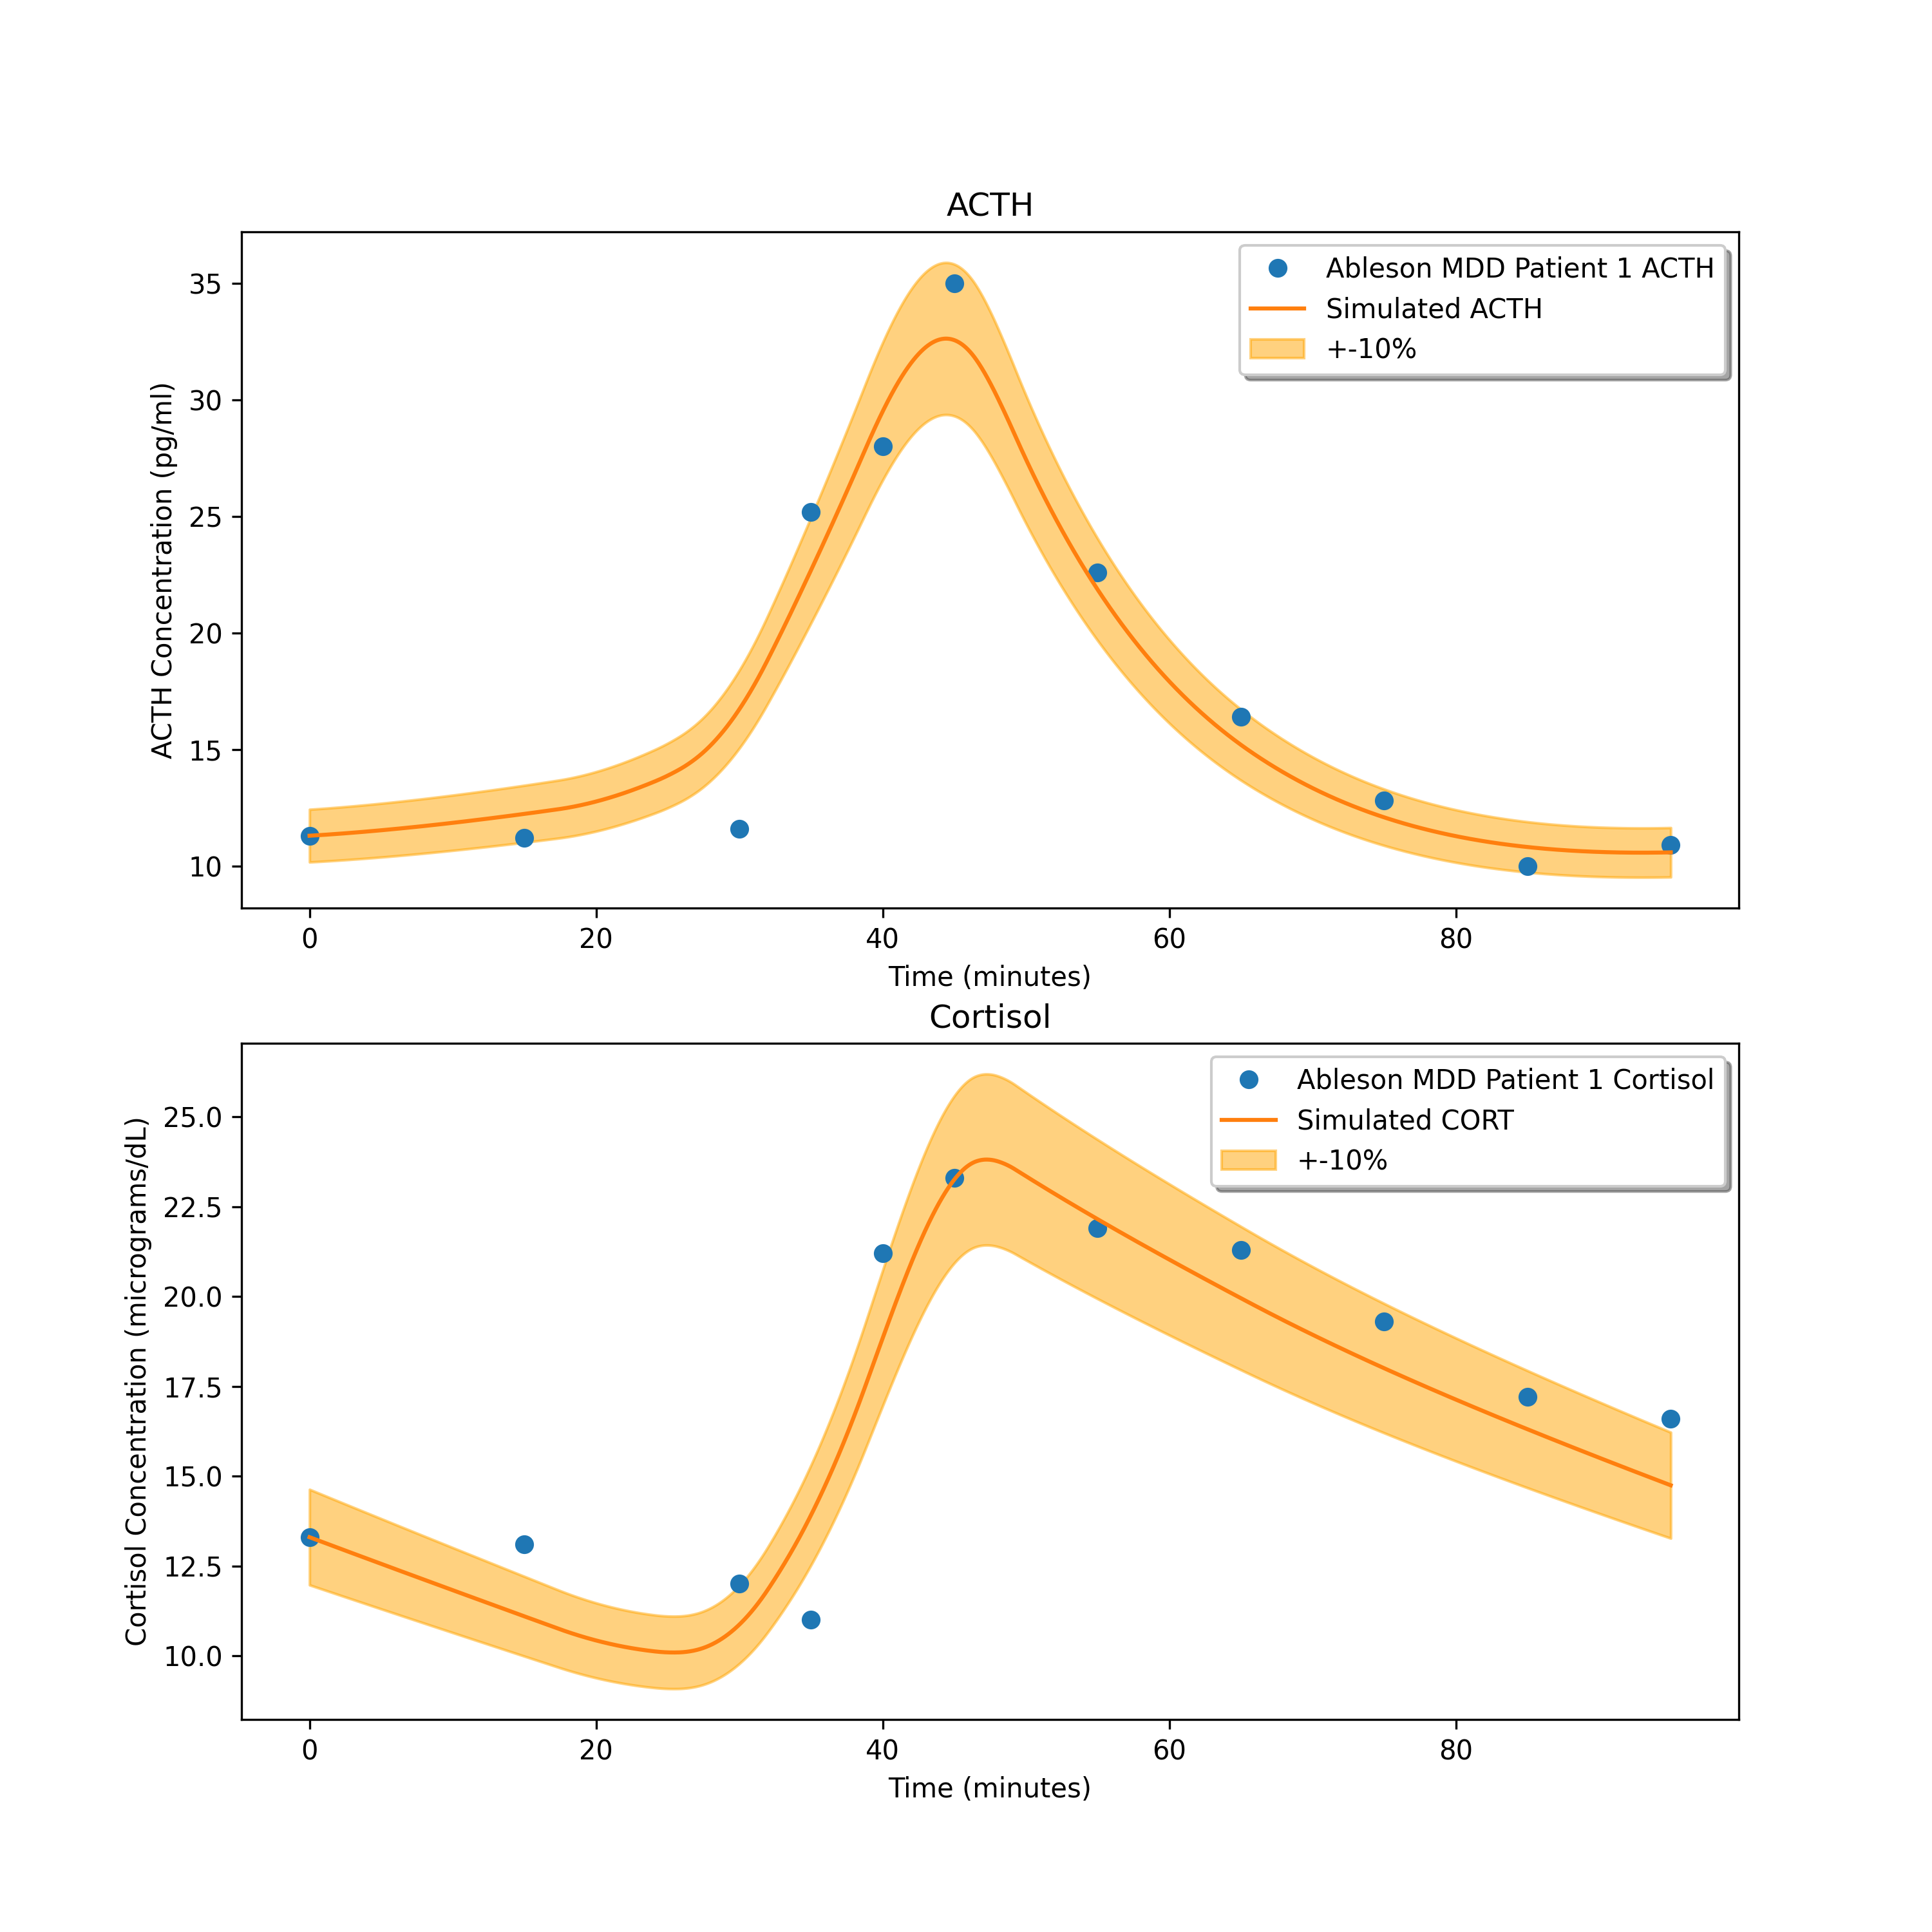 ACTH
Ableson MDD Patient 1 ACTH
Simulated ACTH
+-10%
ACTH Concentration (pg/ml)
35
30
25
20
15
10
0 20 40 60 80
Time (minutes)
Cortisol
Ableson MDD Patient 1 Cortisol
Simulated CORT
+-10%
Cortisol Concentration (micrograms/dL)
25.0
22.5
20.0
17.5
15.0
12.5
10.0
0 20 40 60 80
Time (minutes)